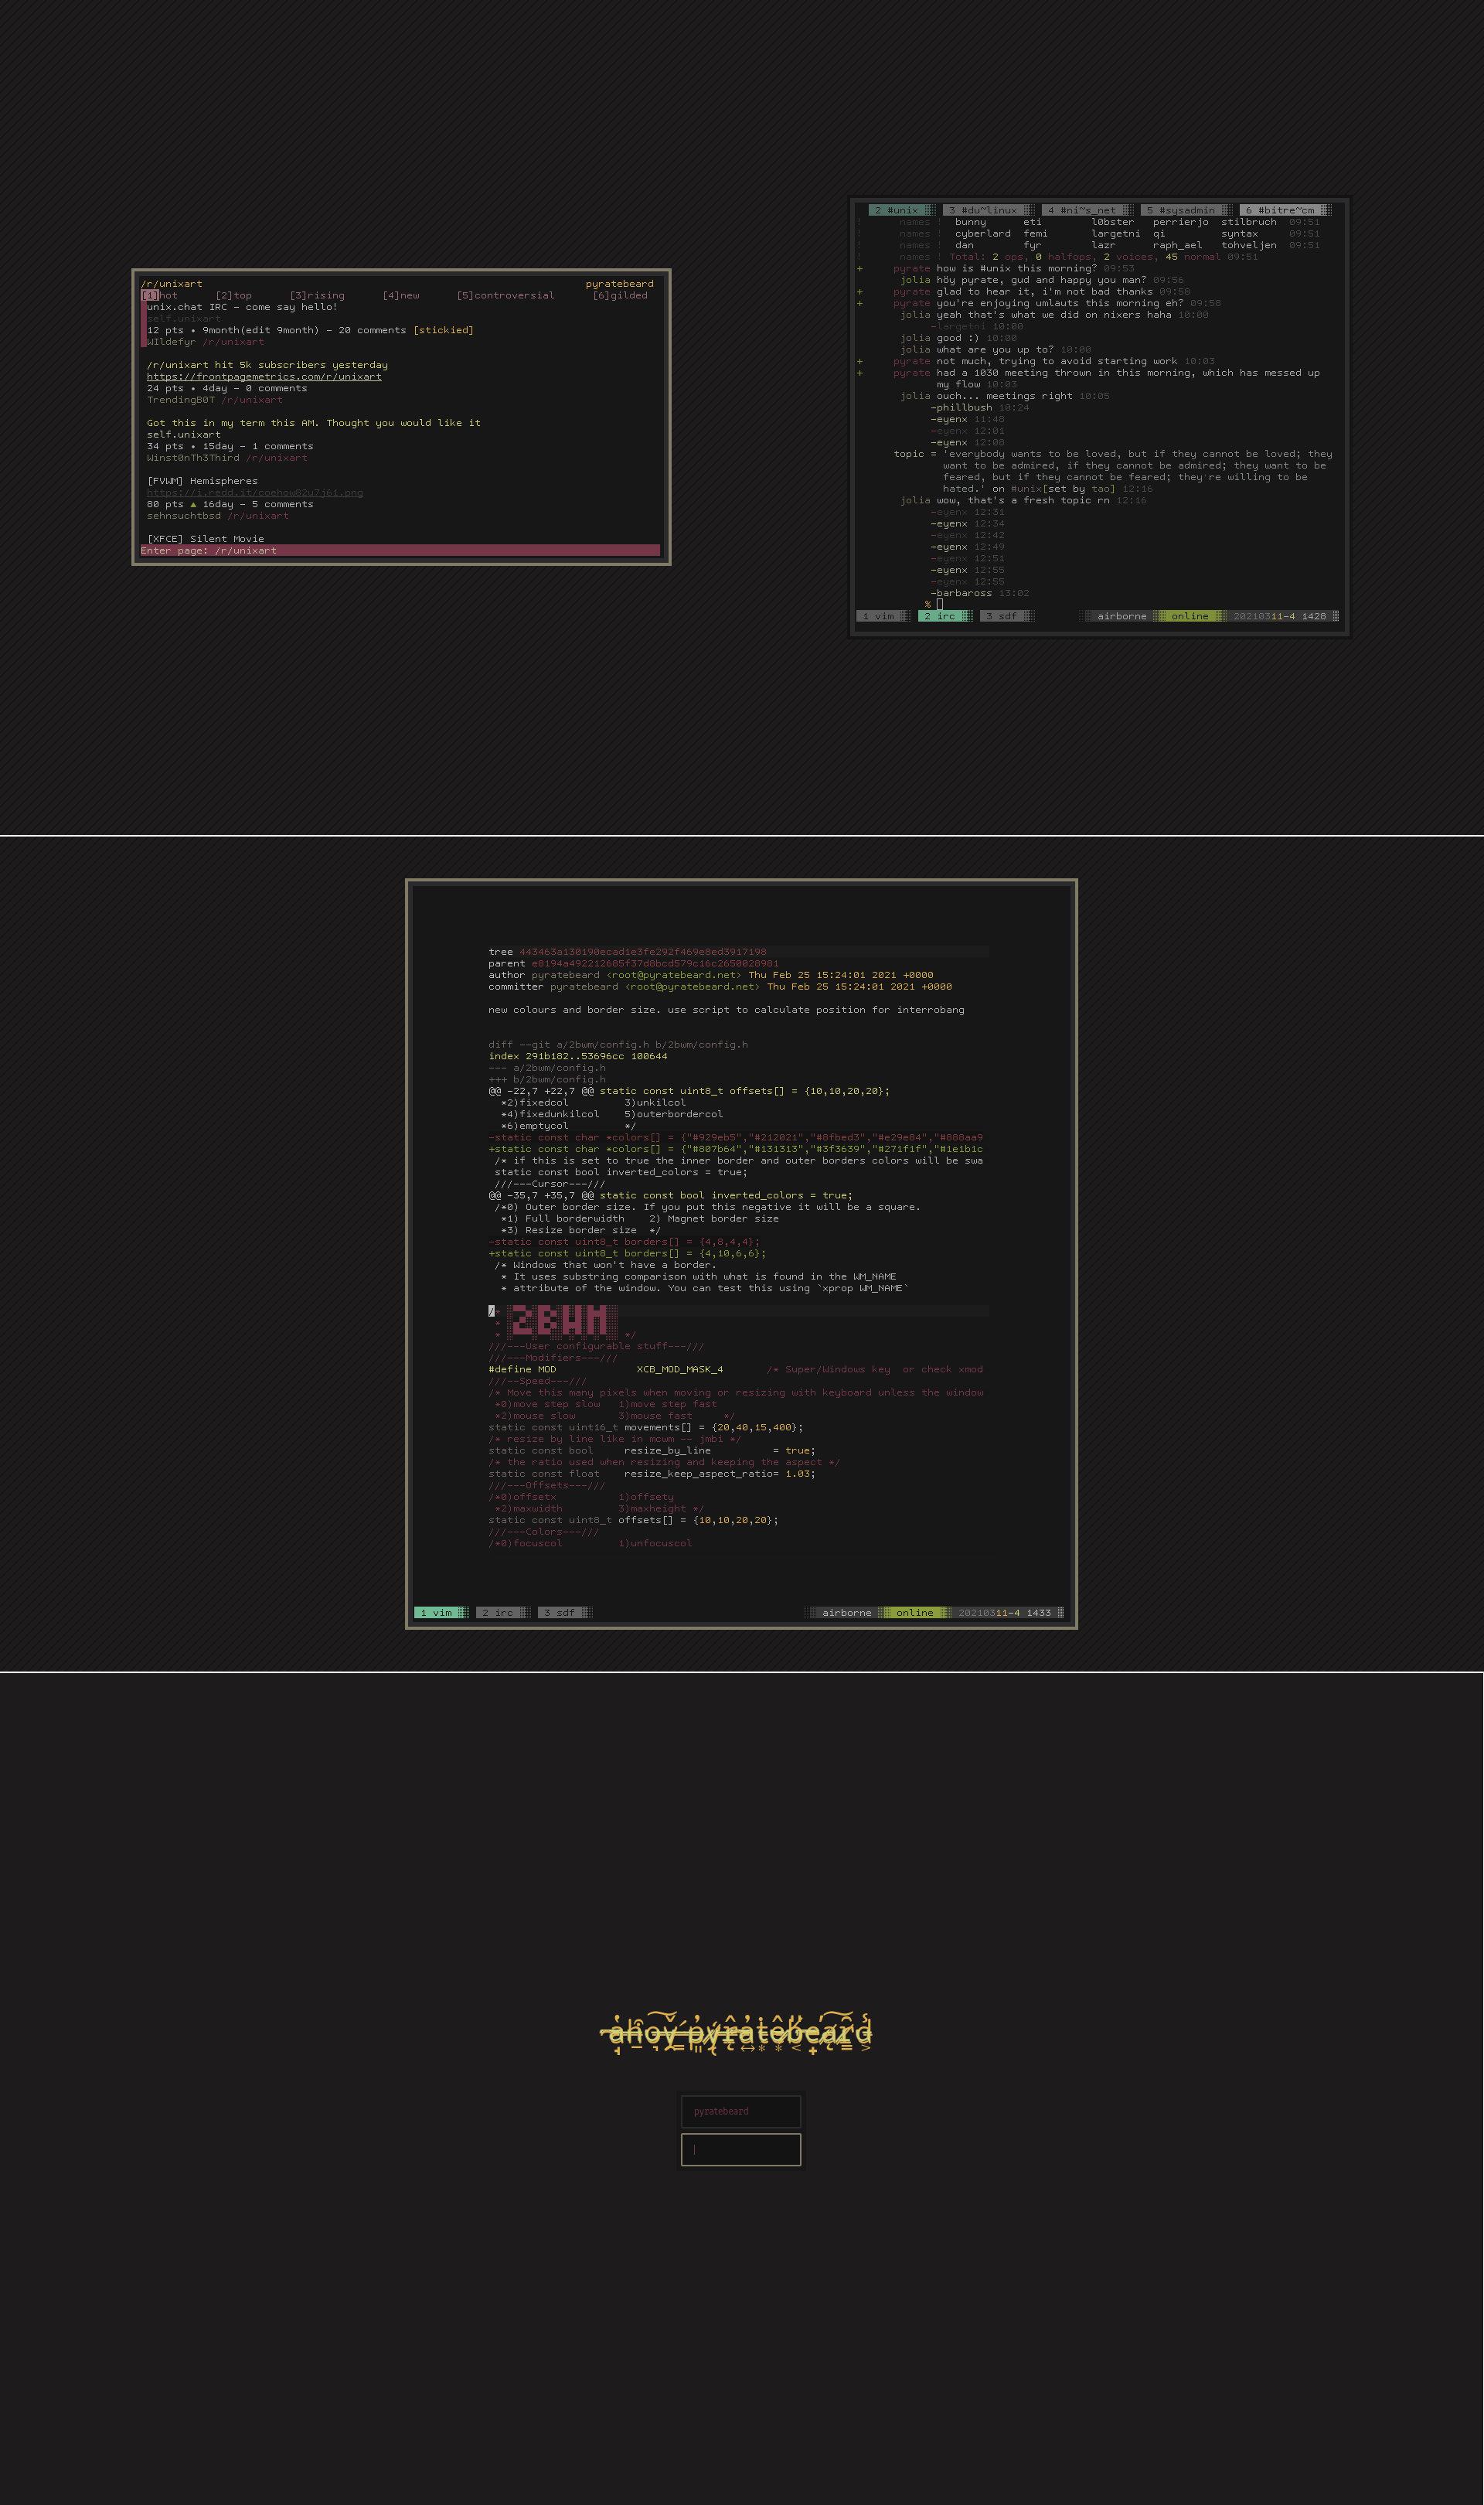 /r/unixart pyratebeard
[1]hot [2]top [3]rising [4]new [5]controversial [6]gilded
unix.chat IRC - come say hello!
self.unixart
12 pts • 9month(edit 9month) - 20 comments [stickied]
WIldefyr /r/unixart
/r/unixart hit 5k subscribers yesterday
https://frontpagemetrics.com/r/unixart
24 pts • 4day - 0 comments
TrendingB0T /r/unixart
Got this in my term this AM. Thought you would like it
self.unixart
34 pts • 15day - 1 comments
Winst0nTh3Third /r/unixart
[FVWM] Hemispheres
https://i.redd.it/coehow82u7j61.png
80 pts ▲ 16day - 5 comments
sehnsuchtbsd /r/unixart
[XFCE] Silent Movie
Enter page: /r/unixart
2 #unix 3 #du~linux 4 #ni~s_net 5 #sysadmin 6 #bitre~cm
! names ! bunny eti l0bster perrierjo stilbruch 09:51
! names ! cyberlard femi largetni qi syntax 09:51
! names ! dan fyr lazr raph_ael tohveljen 09:51
! names ! Total: 2 ops, 0 halfops, 2 voices, 45 normal 09:51
+ pyrate how is #unix this morning? 09:53
jolia höy pyrate, gud and happy you man? 09:56
+ pyrate glad to hear it, i'm not bad thanks 09:58
+ pyrate you're enjoying umlauts this morning eh? 09:58
jolia yeah that's what we did on nixers haha 10:00
-largetni 10:00
jolia good :) 10:00
jolia what are you up to? 10:00
+ pyrate not much, trying to avoid starting work 10:03
+ pyrate had a 1030 meeting thrown in this morning, which has messed up
my flow 10:03
jolia ouch... meetings right 10:05
-phillbush 10:24
-eyenx 11:48
-eyenx 12:01
-eyenx 12:08
topic = 'everybody wants to be loved, but if they cannot be loved; they
want to be admired, if they cannot be admired; they want to be
feared, but if they cannot be feared; they're willing to be
hated.' on #unix[set by tao] 12:16
jolia wow, that's a fresh topic rn 12:16
-eyenx 12:31
-eyenx 12:34
-eyenx 12:42
-eyenx 12:49
-eyenx 12:51
-eyenx 12:55
-eyenx 12:55
-barbaross 13:02
%
1 vim 2 irc 3 sdf airborne online 20210311-4 1428
tree 443463a130190ecad1e3fe292f469e8ed3917198
parent e8194a492212685f37d8bcd579c16c2650028981
author pyratebeard <root@pyratebeard.net> Thu Feb 25 15:24:01 2021 +0000
committer pyratebeard <root@pyratebeard.net> Thu Feb 25 15:24:01 2021 +0000
new colours and border size. use script to calculate position for interrobang
diff --git a/2bwm/config.h b/2bwm/config.h
index 291b182..53696cc 100644
--- a/2bwm/config.h
+++ b/2bwm/config.h
@@ -22,7 +22,7 @@ static const uint8_t offsets[] = {10,10,20,20};
*2)fixedcol 3)unkilcol
*4)fixedunkilcol 5)outerbordercol
*6)emptycol */
-static const char *colors[] = {"#929eb5","#212021","#8fbed3","#e29e84","#888aa9
+static const char *colors[] = {"#807b64","#131313","#3f3639","#271f1f","#1e1b1c
/* if this is set to true the inner border and outer borders colors will be swa
static const bool inverted_colors = true;
///---Cursor---///
@@ -35,7 +35,7 @@ static const bool inverted_colors = true;
/*0) Outer border size. If you put this negative it will be a square.
*1) Full borderwidth 2) Magnet border size
*3) Resize border size */
-static const uint8_t borders[] = {4,8,4,4};
+static const uint8_t borders[] = {4,10,6,6};
/* Windows that won't have a border.
* It uses substring comparison with what is found in the WM_NAME
* attribute of the window. You can test this using `xprop WM_NAME`
/* 2BWM
*
* */
///---User configurable stuff---///
///---Modifiers---///
#define MOD XCB_MOD_MASK_4 /* Super/Windows key or check xmod
///--Speed---///
/* Move this many pixels when moving or resizing with keyboard unless the window
*0)move step slow 1)move step fast
*2)mouse slow 3)mouse fast */
static const uint16_t movements[] = {20,40,15,400};
/* resize by line like in mcwm -- jmbi */
static const bool resize_by_line = true;
/* the ratio used when resizing and keeping the aspect */
static const float resize_keep_aspect_ratio= 1.03;
///---Offsets---///
/*0)offsetx 1)offsety
*2)maxwidth 3)maxheight */
static const uint8_t offsets[] = {10,10,20,20};
///---Colors---///
/*0)focuscol 1)unfocuscol
1 vim 2 irc 3 sdf airborne online 20210311-4 1433
ahoy pyratebeard
pyratebeard